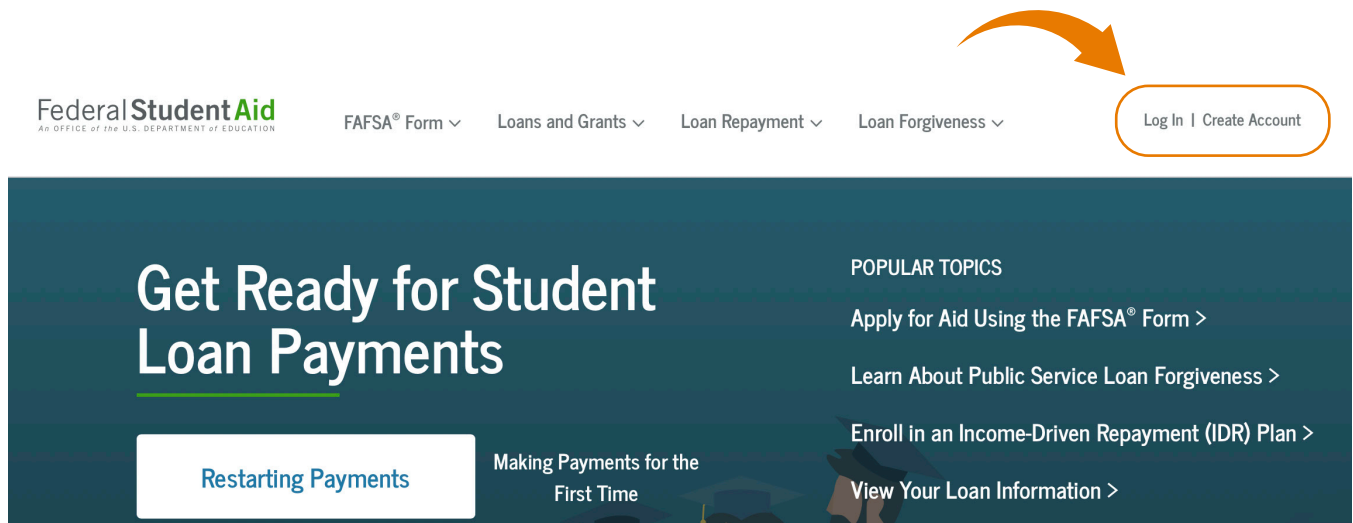 Federal Student Aid
An OFFICE of the U.S. DEPARTMENT of EDUCATION
FAFSA® Form
Loans and Grants
Loan Repayment
Loan Forgiveness
Log In | Create Account
Get Ready for Student
Loan Payments
Restarting Payments
Making Payments for the
First Time
POPULAR TOPICS
Apply for Aid Using the FAFSA® Form >
Learn About Public Service Loan Forgiveness >
Enroll in an Income-Driven Repayment (IDR) Plan >
View Your Loan Information >